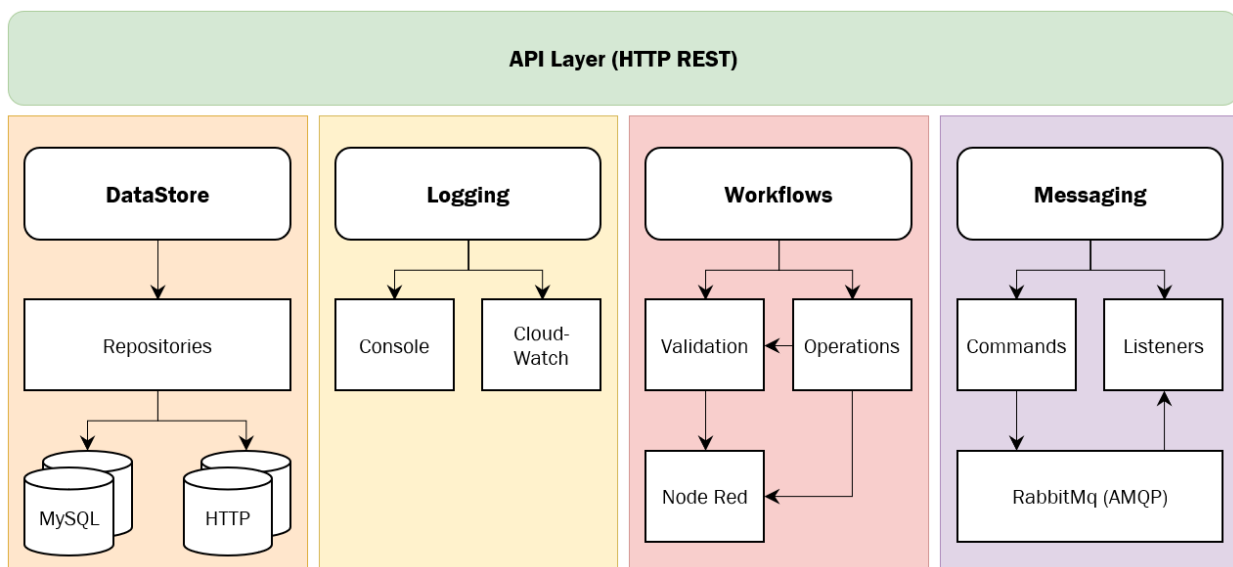 API Layer (HTTP REST)
DataStore
Logging
Workflows
Messaging
Repositories
Console
Cloud-
Watch
Validation
Operations
Commands
Listeners
MySQL
HTTP
Node Red
RabbitMq (AMQP)